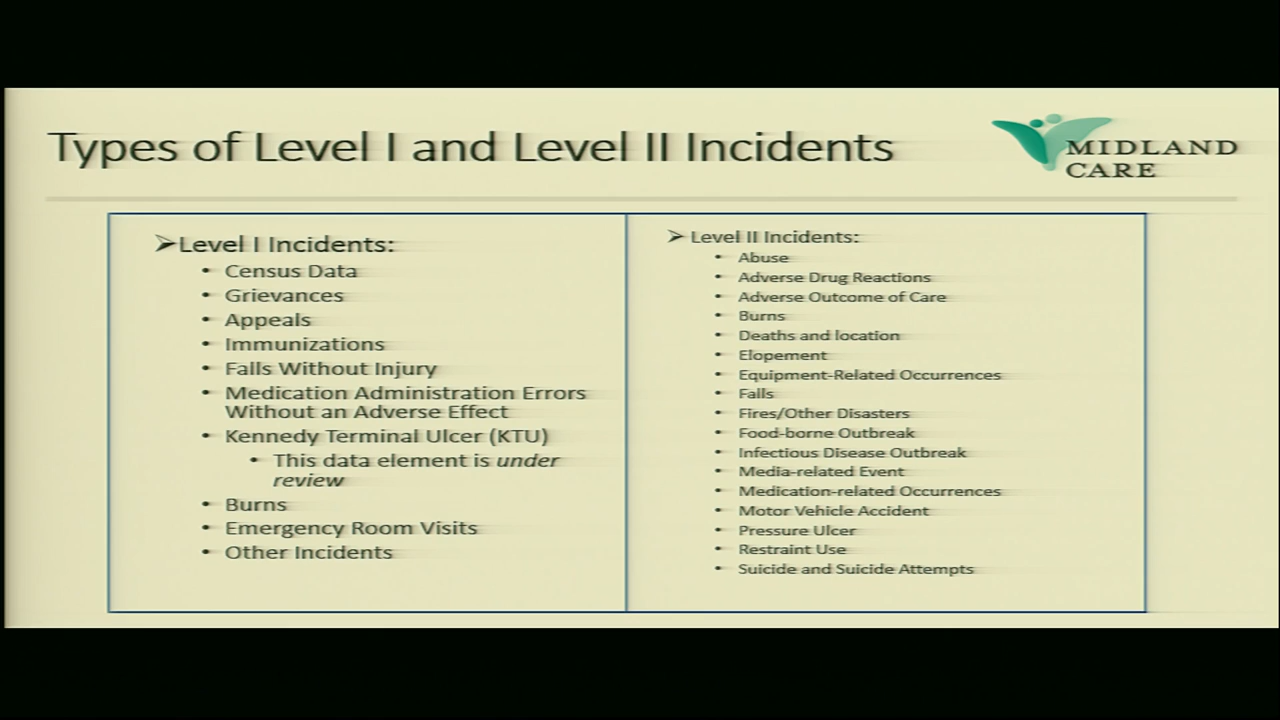 Types of Level I and Level II Incidents
MIDLAND
CARE
➢Level I Incidents:
• Census Data
• Grievances
• Appeals
• Immunizations
• Falls Without Injury
• Medication Administration Errors
Without an Adverse Effect
• Kennedy Terminal Ulcer (KTU)
• This data element is under
review
• Burns
• Emergency Room Visits
• Other Incidents
➢ Level II Incidents:
• Abuse
• Adverse Drug Reactions
• Adverse Outcome of Care
• Burns
• Deaths and location
• Elopement
• Equipment-Related Occurrences
• Falls
• Fires/Other Disasters
• Food-borne Outbreak
• Infectious Disease Outbreak
• Media-related Event
• Medication-related Occurrences
• Motor Vehicle Accident
• Pressure Ulcer
• Restraint Use
• Suicide and Suicide Attempts